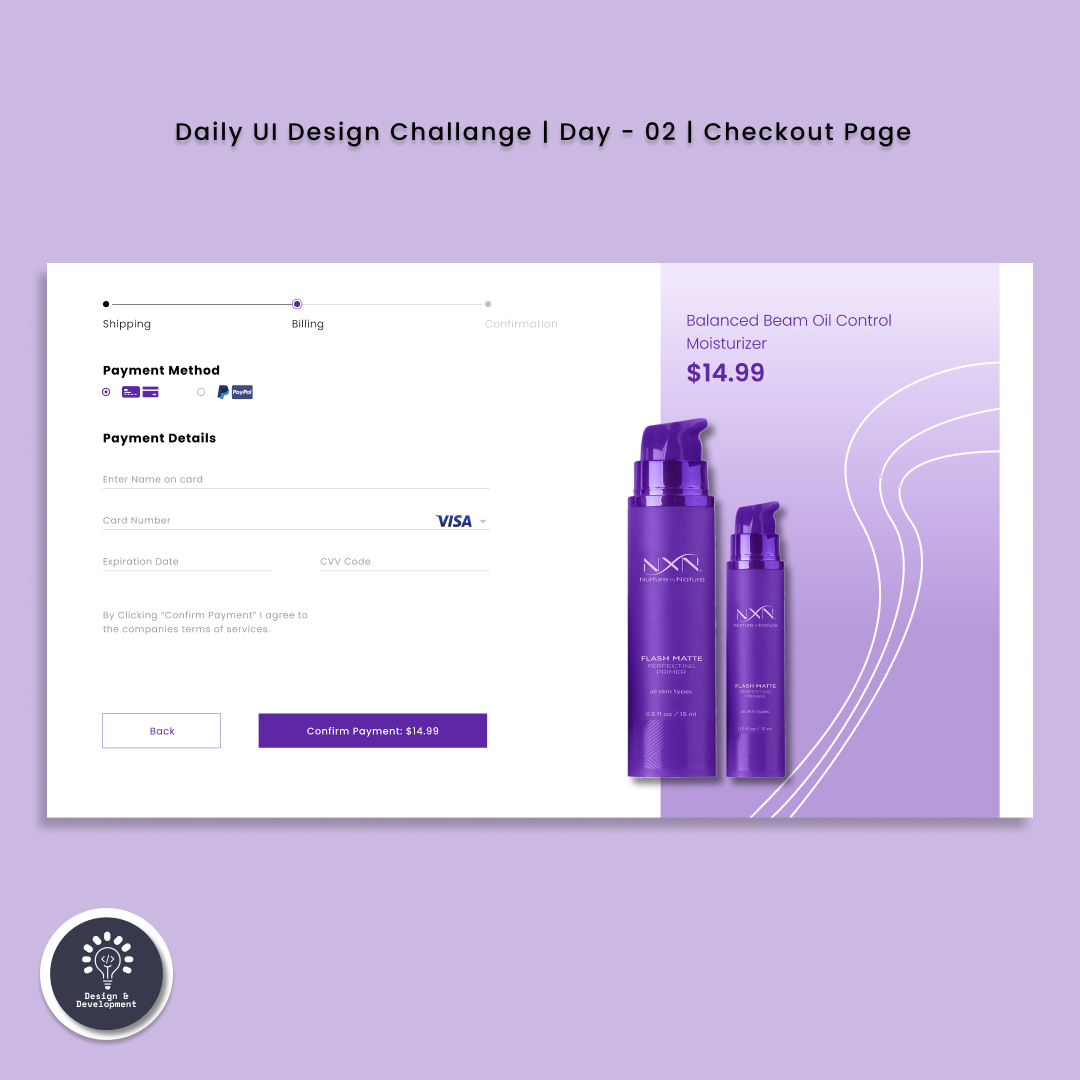 Daily UI Design Challange | Day - 02 | Checkout Page
Shipping
Billing
Confirmation
Payment Method
PayPal
Payment Details
Enter Name on card
Card Number
VISA
Expiration Date
CVV Code
By Clicking “Confirm Payment” I agree to
the companies terms of services.
Back
Confirm Payment: $14.99
Balanced Beam Oil Control
Moisturizer
$14.99
NXN
Nurture by Nature
FLASH MATTE
PERFECTING
PRIMER
all skin types
0.5 fl oz / 15 ml
NXN
Nurture by Nature
FLASH MATTE
PERFECTING
PRIMER
all skin types
0.5 fl oz / 15 ml
</>
Design &
Development